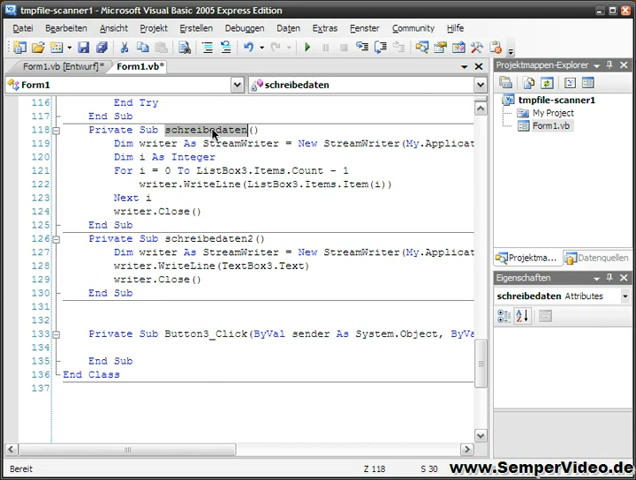 tmpfile-scanner1 - Microsoft Visual Basic 2005 Express Edition
Datei Bearbeiten Ansicht Projekt Erstellen Debuggen Daten Extras Fenster Community Hilfe
Form1.vb [Entwurf]* Form1.vb*
Form1 schreibedaten
116 End Try
117 End Sub
118 Private Sub schreibedaten()
119 Dim writer As StreamWriter = New StreamWriter(My.Applicat
120 Dim i As Integer
121 For i = 0 To ListBox3.Items.Count - 1
122 writer.WriteLine(ListBox3.Items.Item(i))
123 Next i
124 writer.Close()
125 End Sub
126 Private Sub schreibedaten2()
127 Dim writer As StreamWriter = New StreamWriter(My.Applicat
128 writer.WriteLine(TextBox3.Text)
129 writer.Close()
130 End Sub
131
132
133 Private Sub Button3_Click(ByVal sender As System.Object, ByVa
134
135 End Sub
136 End Class
137
Projektmappen-Explorer
tmpfile-scanner1
My Project
Form1.vb
Projektma... Datenquellen
Eigenschaften
schreibedaten Attributes
Bereit Z 118 S 30
www.SemperVideo.de